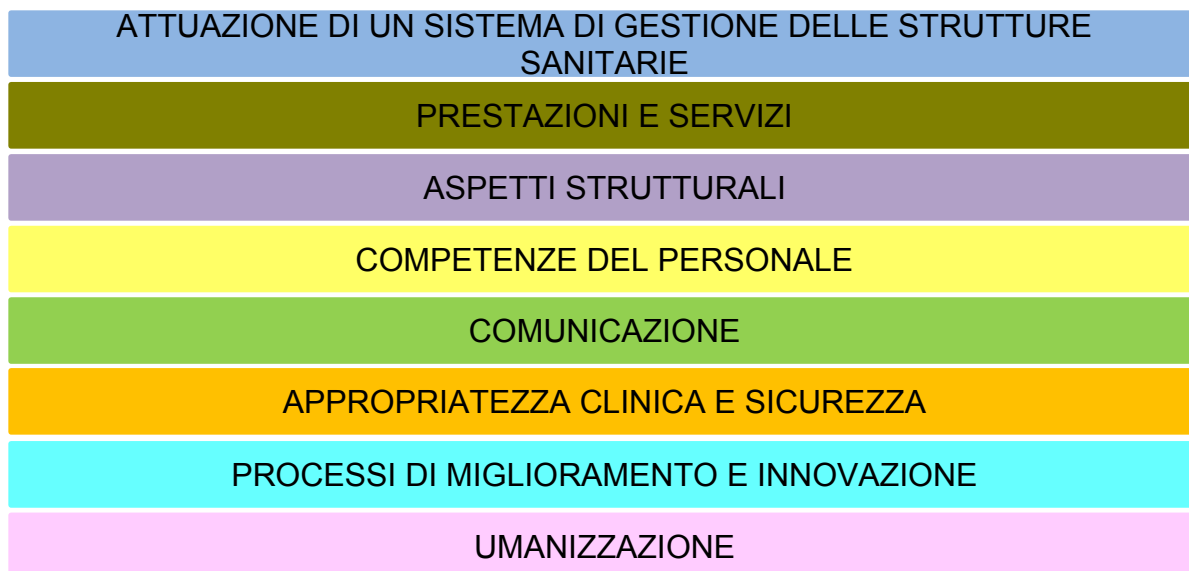 ATTUAZIONE DI UN SISTEMA DI GESTIONE DELLE STRUTTURE
SANITARIE
PRESTAZIONI E SERVIZI
ASPETTI STRUTTURALI
COMPETENZE DEL PERSONALE
COMUNICAZIONE
APPROPRIATEZZA CLINICA E SICUREZZA
PROCESSI DI MIGLIORAMENTO E INNOVAZIONE
UMANIZZAZIONE